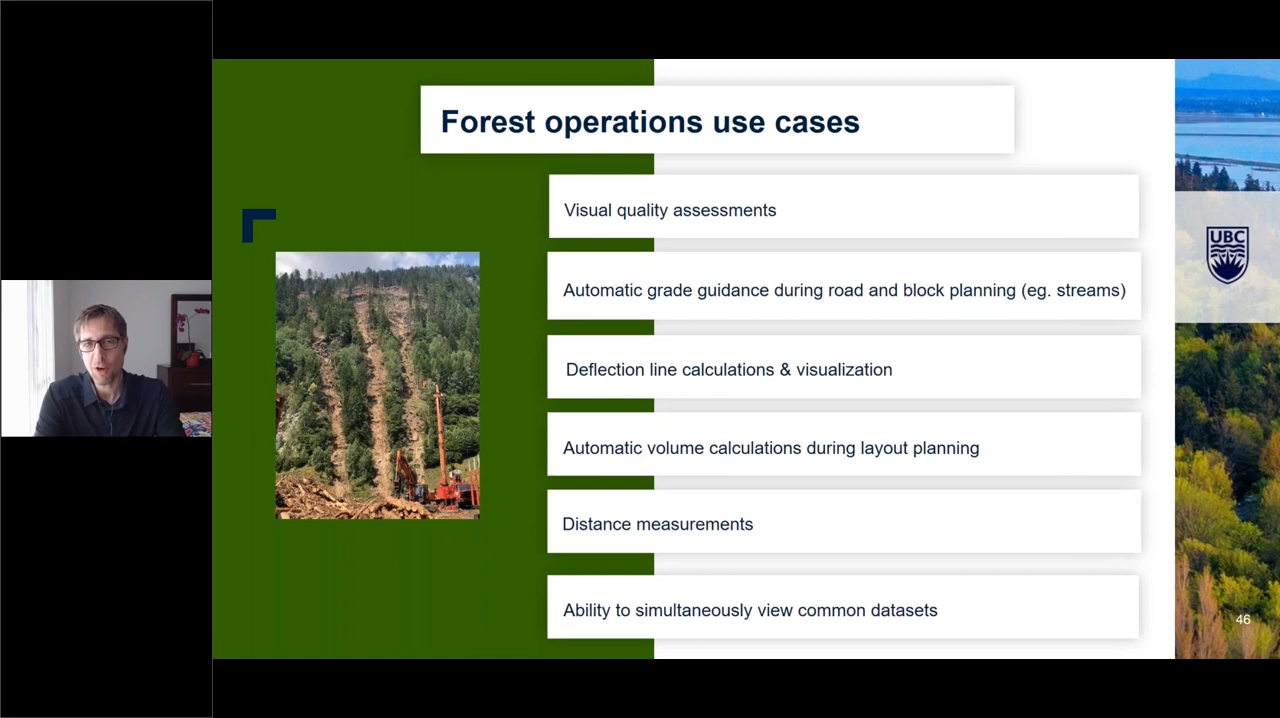 Forest operations use cases
Visual quality assessments
UBC
Automatic grade guidance during road and block planning (eg. streams)
Deflection line calculations & visualization
Automatic volume calculations during layout planning
Distance measurements
Ability to simultaneously view common datasets
46